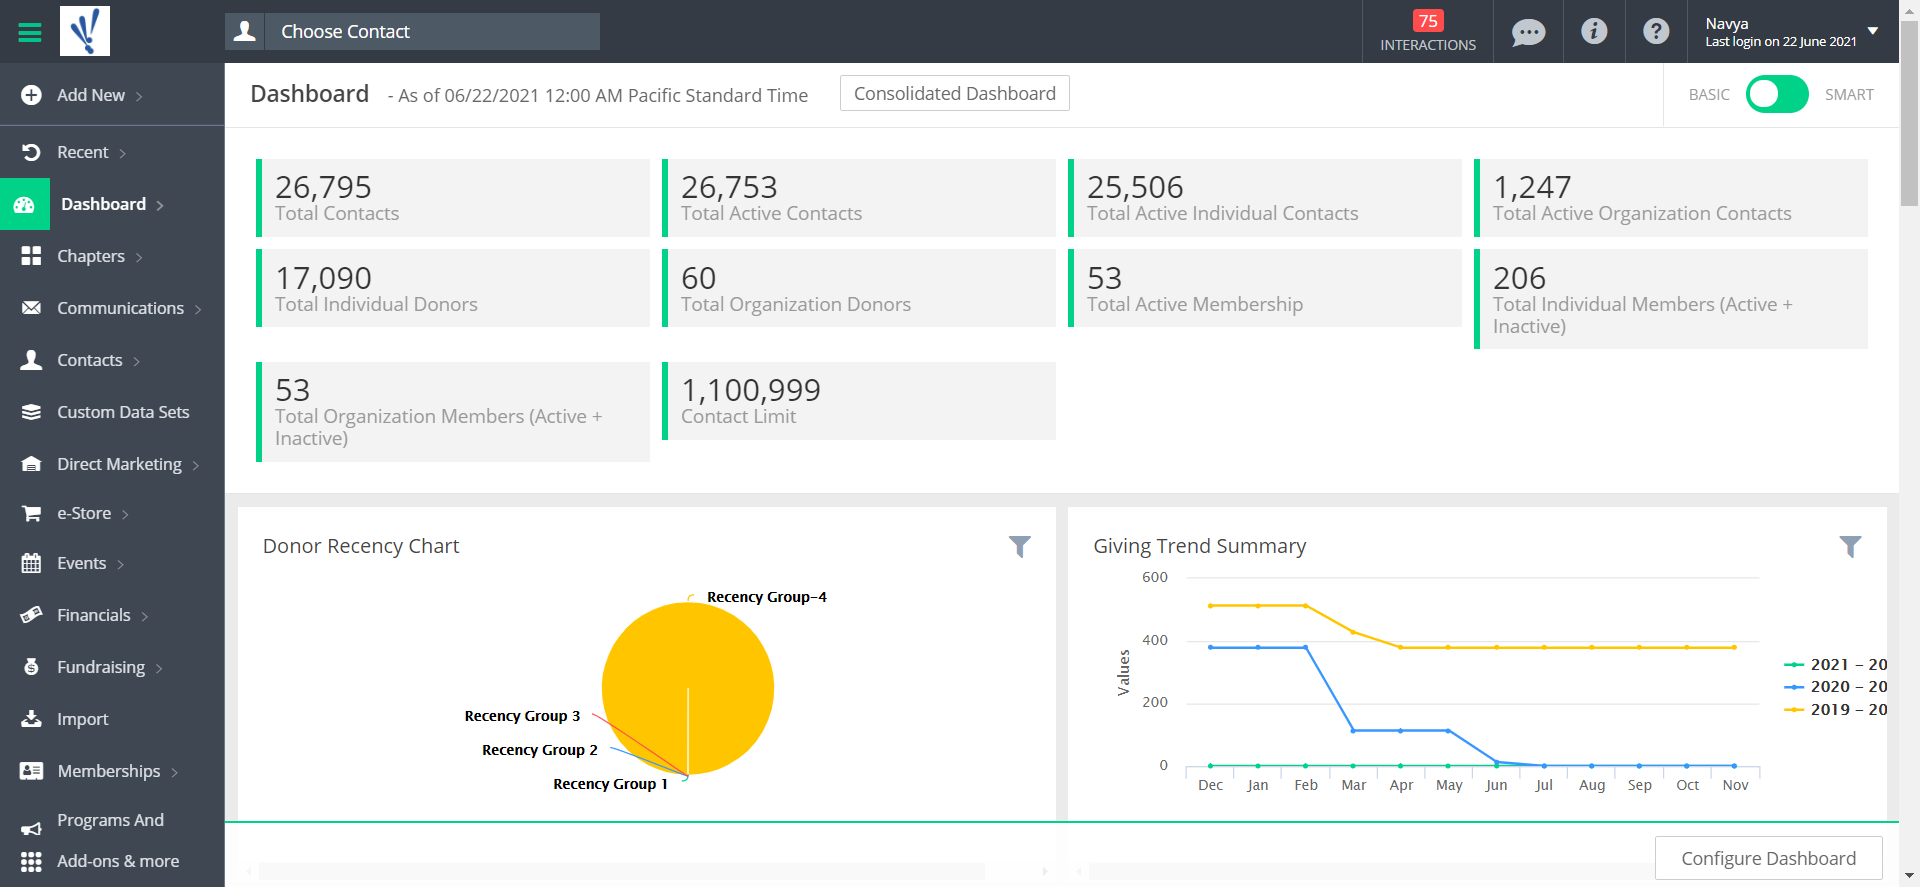 Choose Contact
75
INTERACTIONS
Navya
Last login on 22 June 2021
Add New
Recent
Dashboard
Chapters
Communications
Contacts
Custom Data Sets
Direct Marketing
e-Store
Events
Financials
Fundraising
Import
Memberships
Programs And
Add-ons & more
Dashboard - As of 06/22/2021 12:00 AM Pacific Standard Time
Consolidated Dashboard
BASIC
SMART
26,795
Total Contacts
26,753
Total Active Contacts
25,506
Total Active Individual Contacts
1,247
Total Active Organization Contacts
17,090
Total Individual Donors
60
Total Organization Donors
53
Total Active Membership
206
Total Individual Members (Active +
Inactive)
53
Total Organization Members (Active +
Inactive)
1,100,999
Contact Limit
Donor Recency Chart
Recency Group-4
Recency Group 3
Recency Group 2
Recency Group 1
Giving Trend Summary
600
400
200
0
Values
Dec Jan Feb Mar Apr May Jun Jul Aug Sep Oct Nov
2021 - 20
2020 - 20
2019 - 20
Configure Dashboard